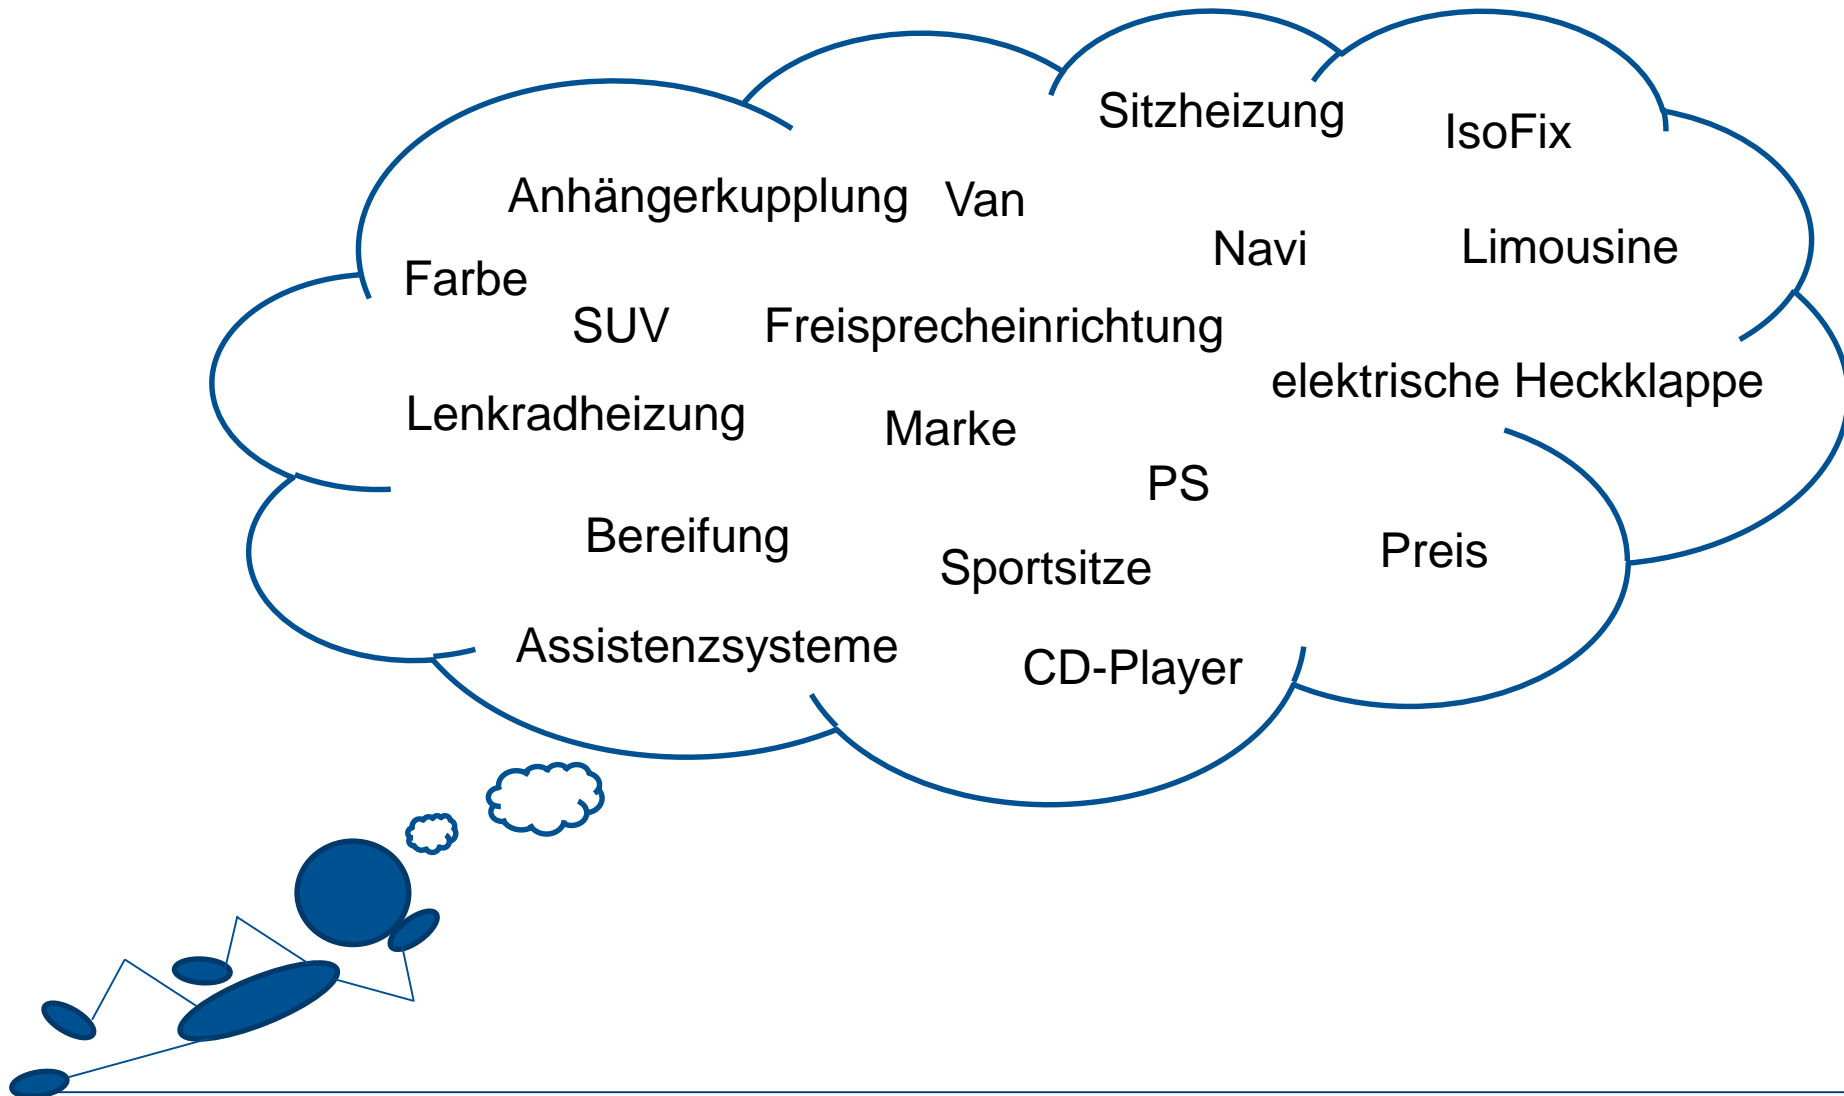 Sitzheizung
IsoFix
Anhängerkupplung
Van
Navi
Limousine
Farbe
SUV
Freisprecheinrichtung
elektrische Heckklappe
Lenkradheizung
Marke
PS
Bereifung
Sportsitze
Preis
Assistenzsysteme
CD-Player